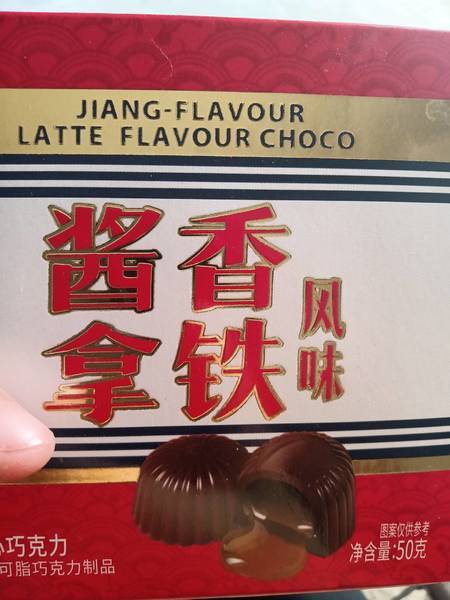 JIANG-FLAVOUR
LATTE FLAVOUR CHOCO
酱香
拿铁
风味
巧克力
可脂巧克力制品
图案仅供参考
净含量:50克